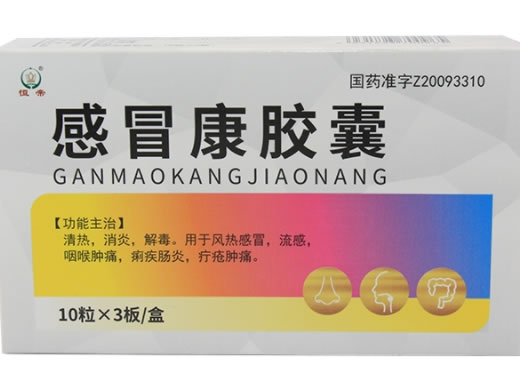 恒帝
国药准字Z20093310
感冒康胶囊
GANMAOKANGJIAONANG
【功能主治】
清热，消炎，解毒。用于风热感冒，流感，
咽喉肿痛，痢疾肠炎，疔疮肿痛。
10粒×3板/盒